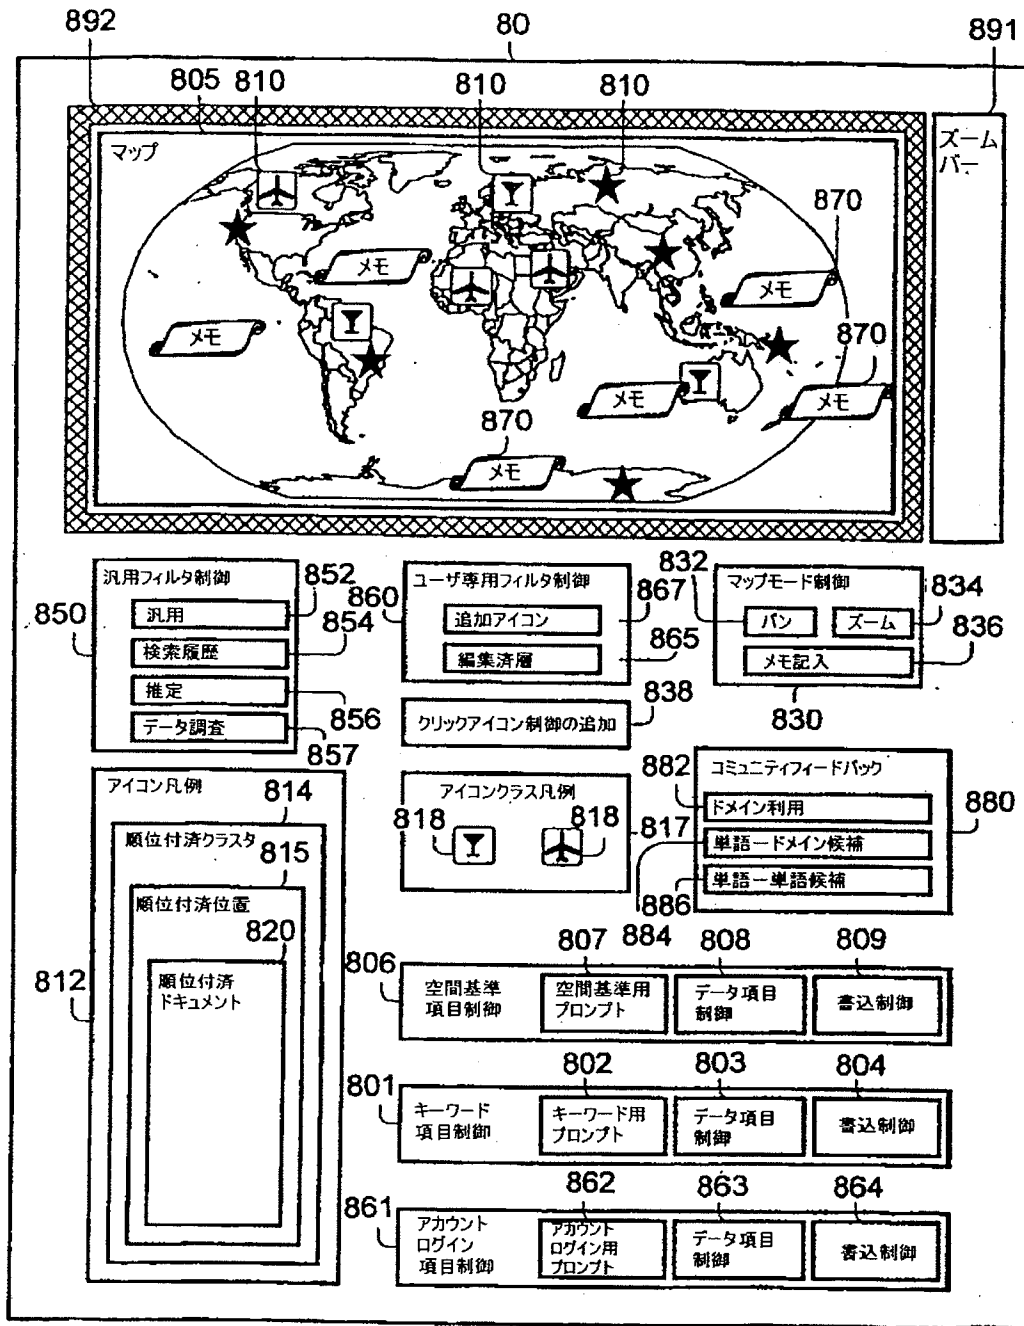 892
80
891
805 810
810
810
マップ
ズーム
バー
870
メモ
メモ
メモ
870
メモ
メモ
870
メモ
汎用フィルタ制御
852
850
汎用
854
検索履歴
推定
856
データ調査
857
ユーザ専用フィルタ制御
860
867
追加アイコン
865
編集済層
838
クリックアイコン制御の追加
832
マップモード制御
834
パン
ズーム
836
メモ記入
830
アイコン凡例
814
順位付済クラスタ
815
順位付済位置
820
812
順位付済
ドキュメント
アイコンクラス凡例
818
818
817
882
コミュニティフィードバック
880
ドメイン利用
単語ードメイン候補
単語ー単語候補
886
884
806
807
808
809
空間基準
項目制御
空間基準用
プロンプト
データ項目
制御
書込制御
801
802
803
804
キーワード
項目制御
キーワード用
プロンプト
データ項目
制御
書込制御
861
862
863
864
アカウント
ログイン
項目制御
アカウント
ログイン用
プロンプト
データ項目
制御
書込制御